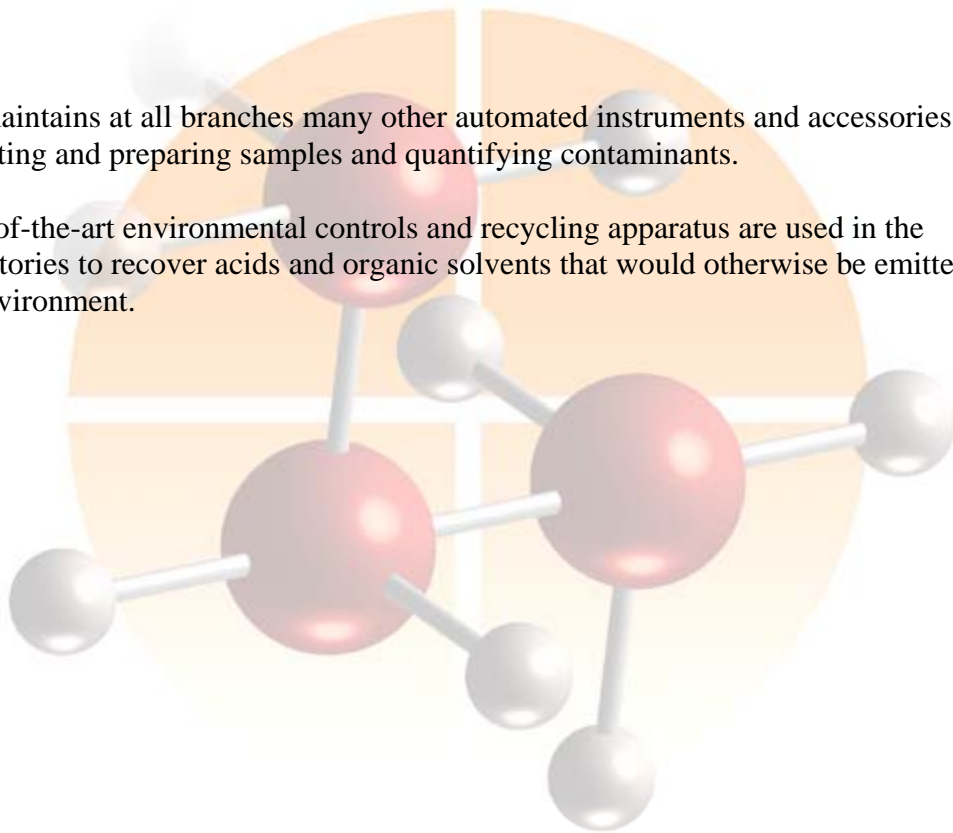 aintains at all branches many other automated instruments and accessories
ting and preparing samples and quantifying contaminants.
of-the-art environmental controls and recycling apparatus are used in the
tories to recover acids and organic solvents that would otherwise be emitte
vironment.